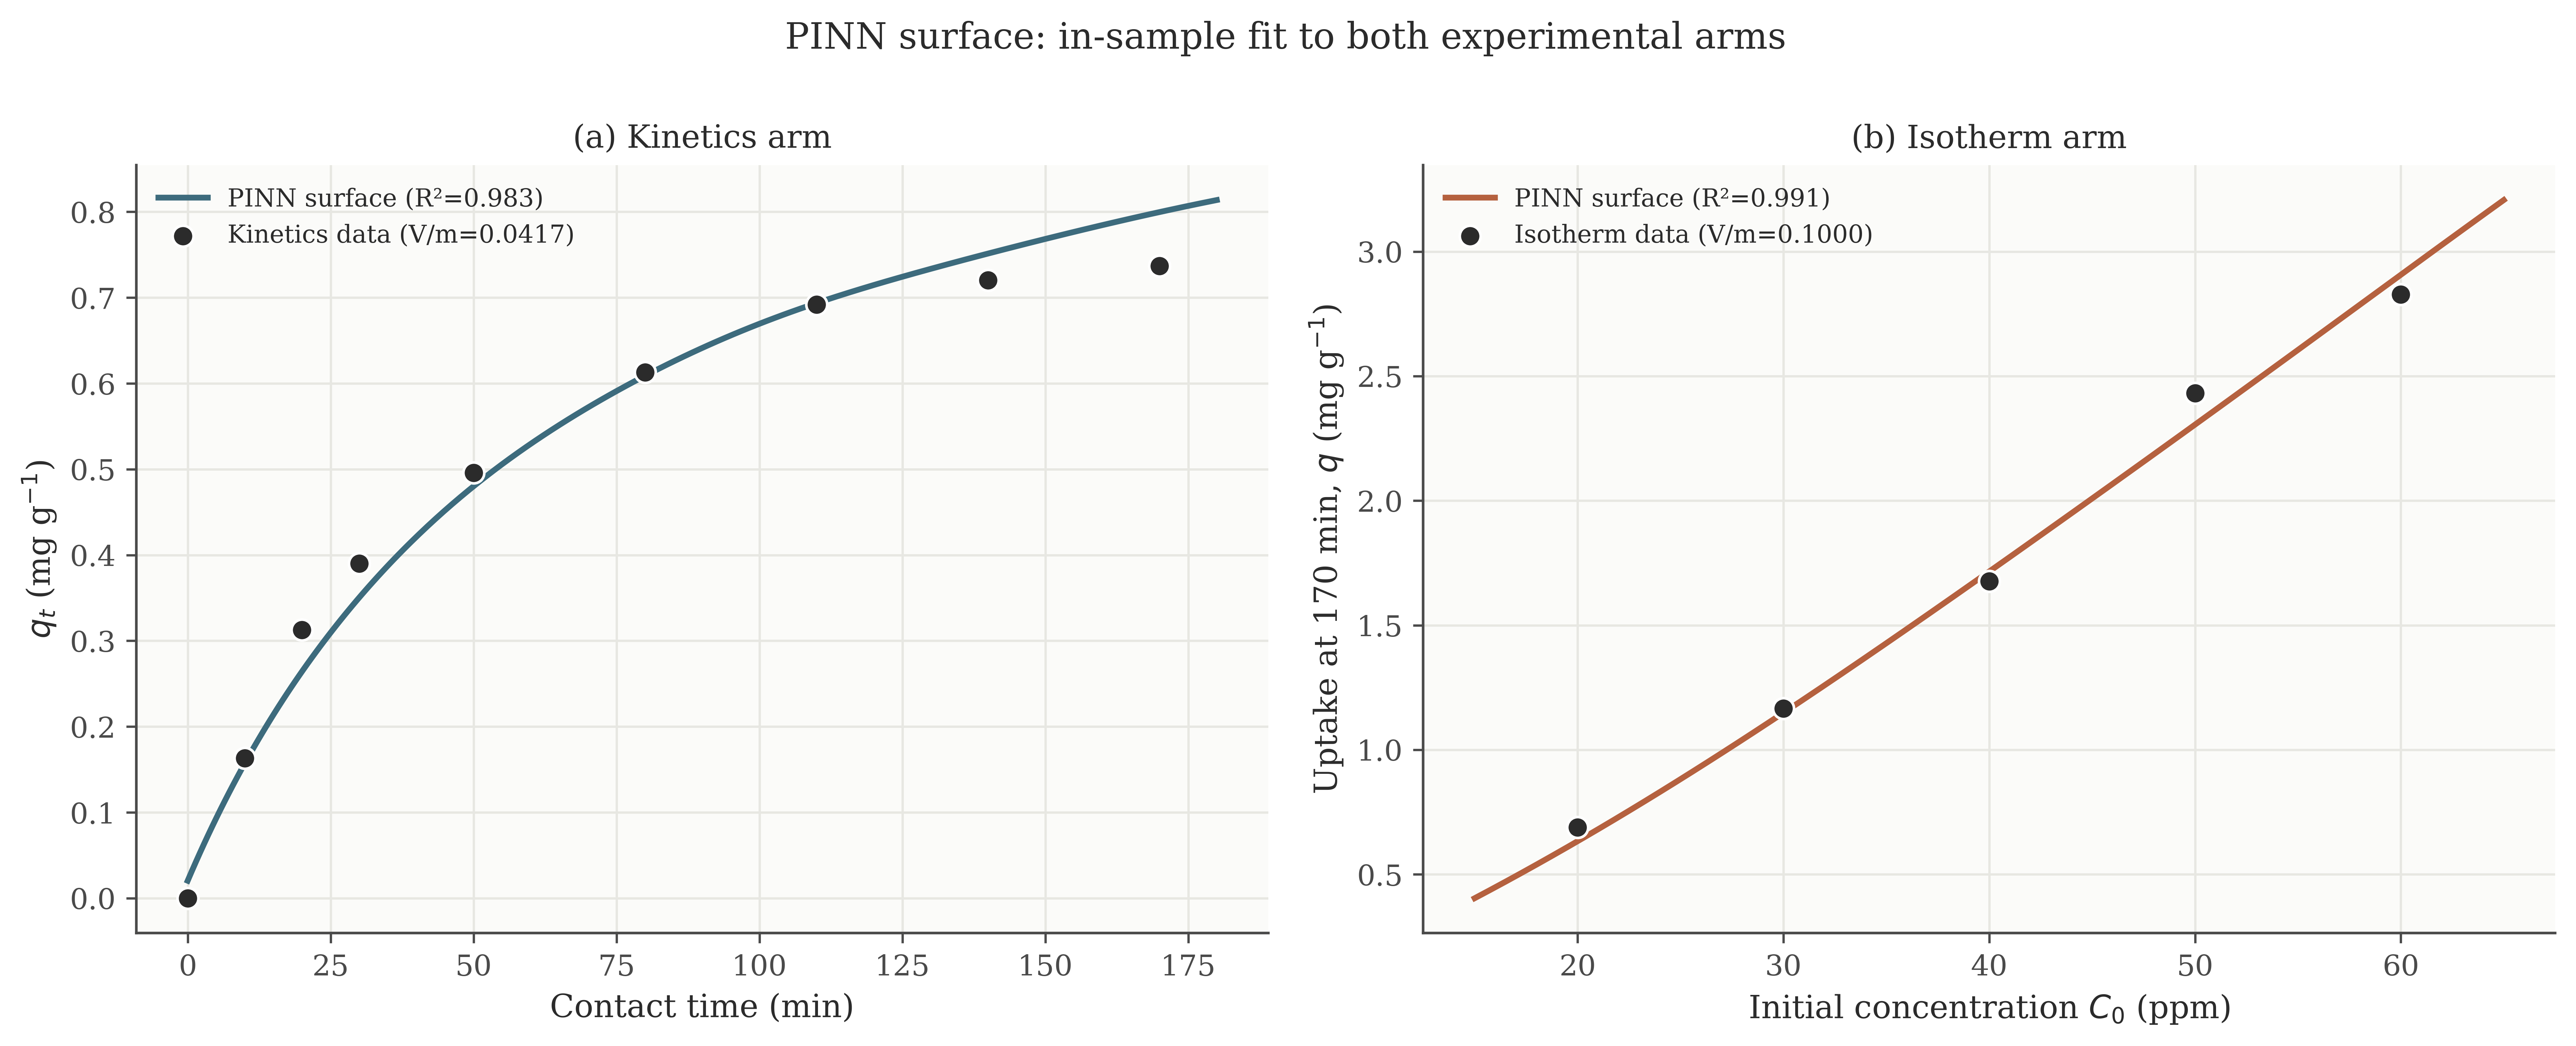 PINN surface: in-sample fit to both experimental arms
(a) Kinetics arm
PINN surface (R²=0.983)
Kinetics data (V/m=0.0417)
0.8
0.7
0.6
0.5
0.4
0.3
0.2
0.1
0.0
qₜ (mg g⁻¹)
0 25 50 75 100 125 150 175
Contact time (min)
(b) Isotherm arm
PINN surface (R²=0.991)
Isotherm data (V/m=0.1000)
3.0
2.5
2.0
1.5
1.0
0.5
Uptake at 170 min, q (mg g⁻¹)
20 30 40 50 60
Initial concentration C₀ (ppm)